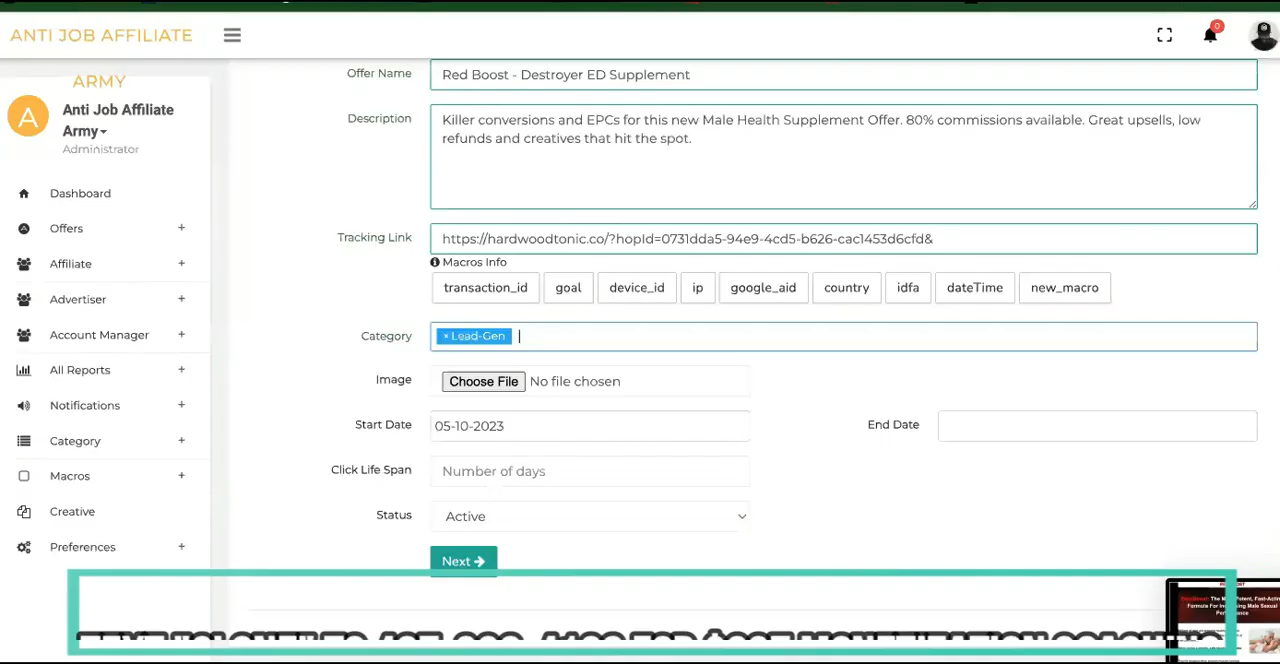 ANTI JOB AFFILIATE
0
ARMY
A
Anti Job Affiliate
Army
Administrator
Dashboard
Offers +
Affiliate +
Advertiser +
Account Manager +
All Reports +
Notifications +
Category +
Macros +
Creative
Preferences +
Offer Name Red Boost - Destroyer ED Supplement
Description Killer conversions and EPCs for this new Male Health Supplement Offer. 80% commissions available. Great upsells, low
refunds and creatives that hit the spot.
Tracking Link https://hardwoodtonic.co/?hopId=0731dda5-94e9-4cd5-b626-cac1453d6cfd&
Macros Info
transaction_id goal device_id ip google_aid country idfa dateTime new_macro
Category × Lead-Gen
Image Choose File No file chosen
Start Date 05-10-2023 End Date
Click Life Span Number of days
Status Active
Next